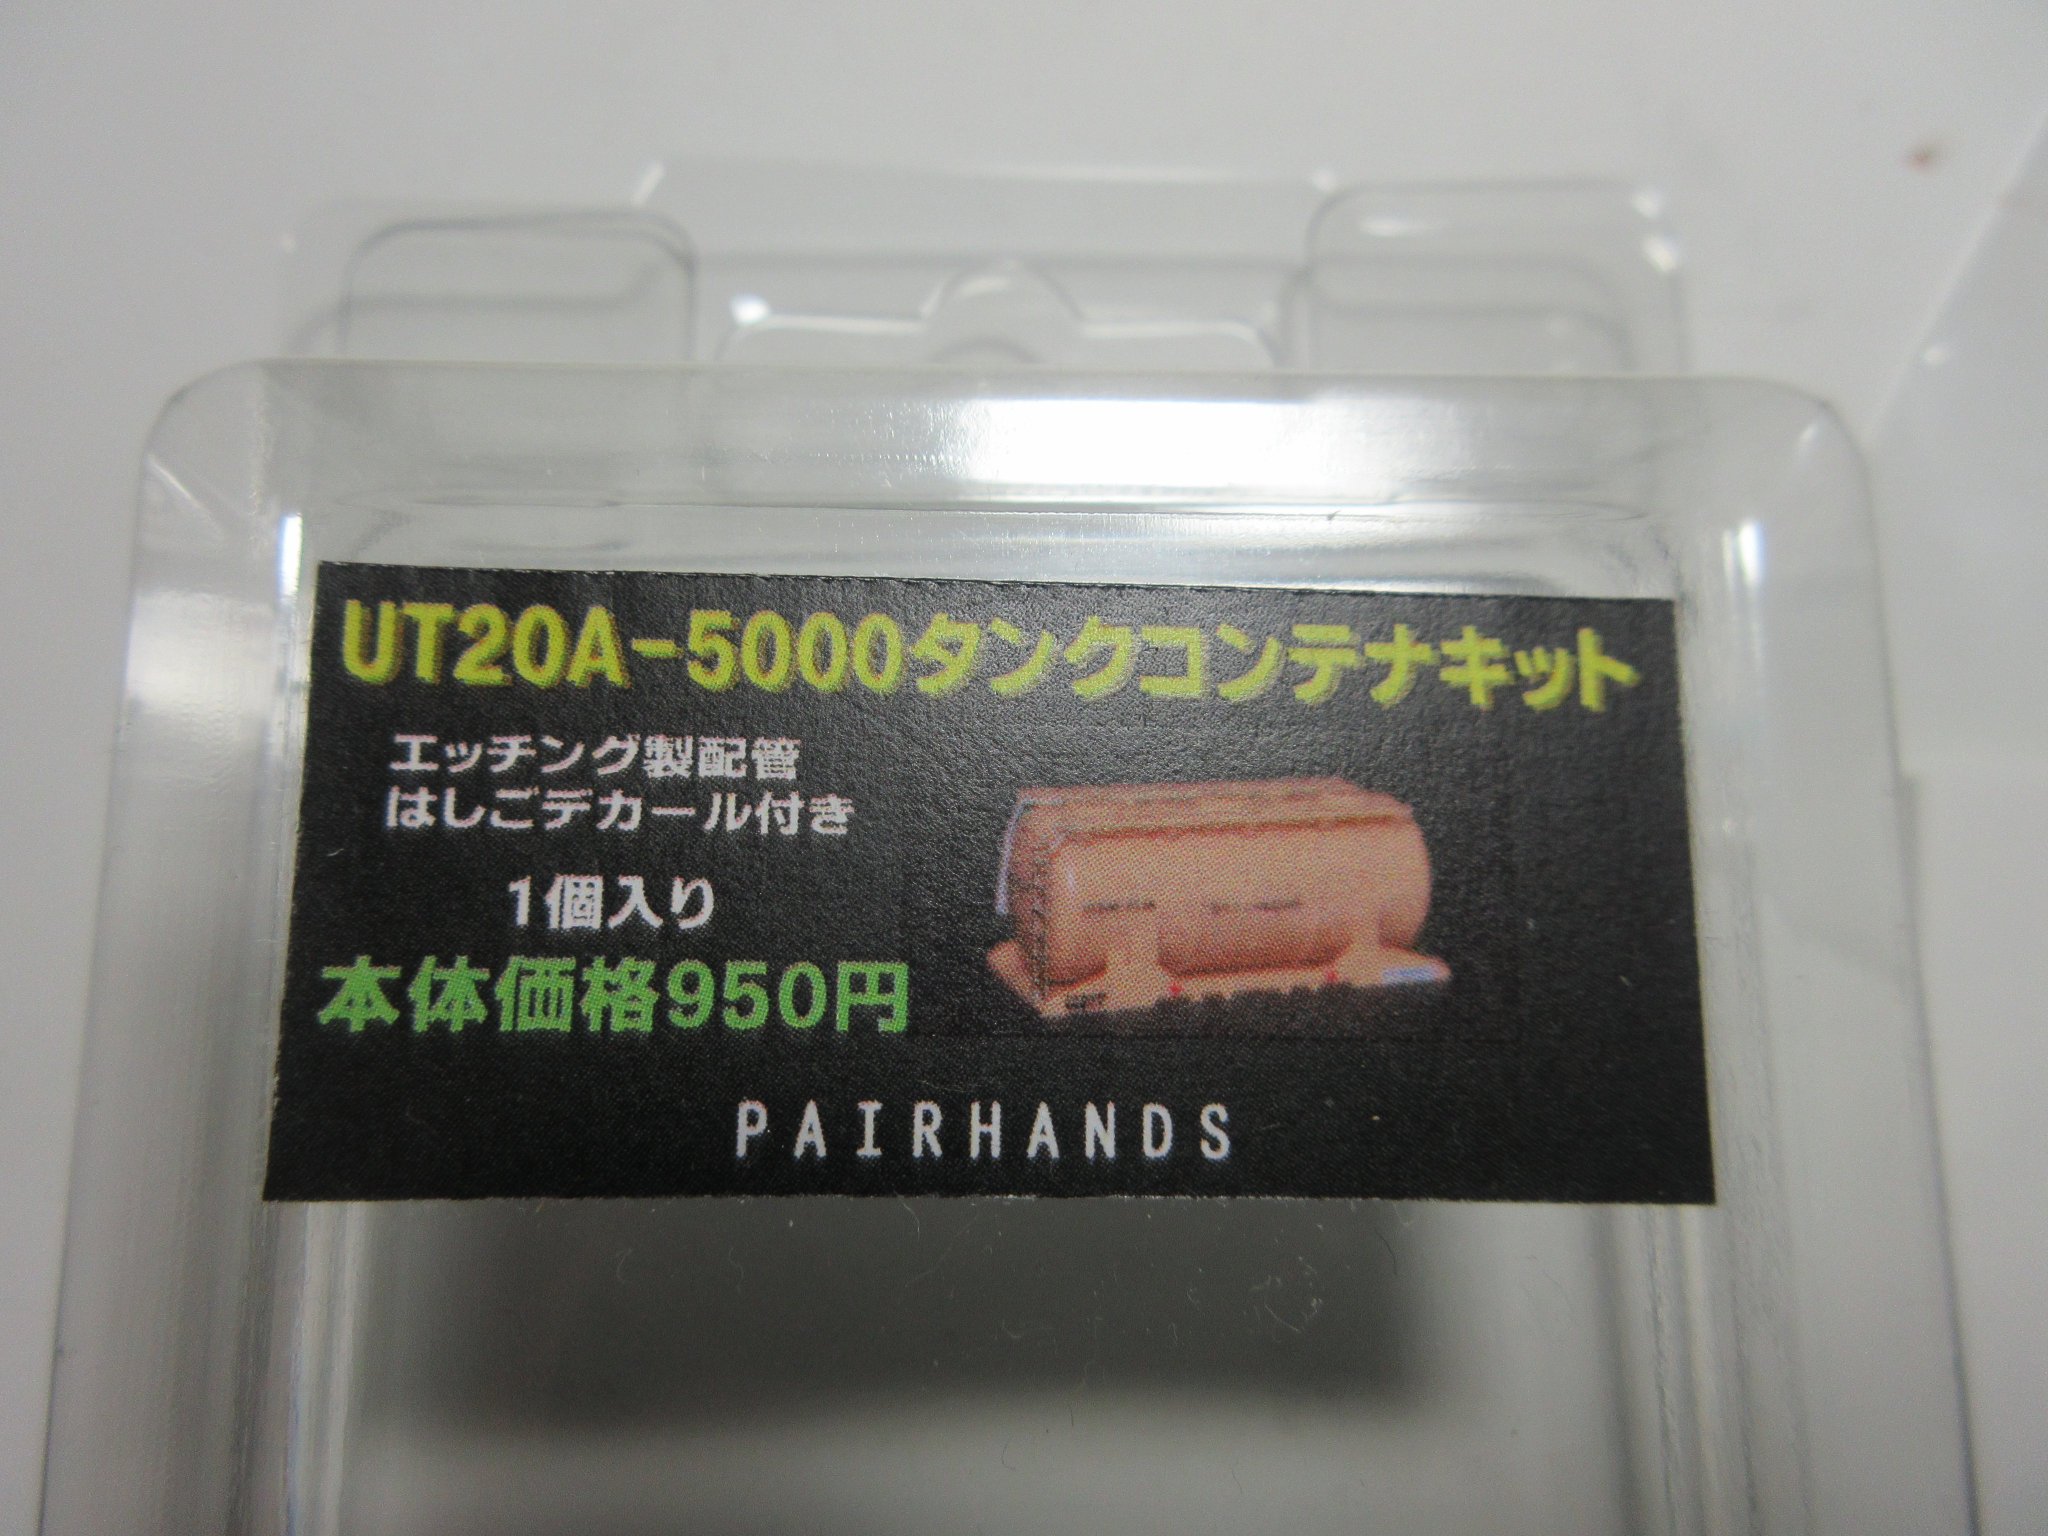 UT20A-5000タンクコンテナキット
エッチング製配管
はしごデカール付き
1個入り
本体価格950円
PAIRHANDS